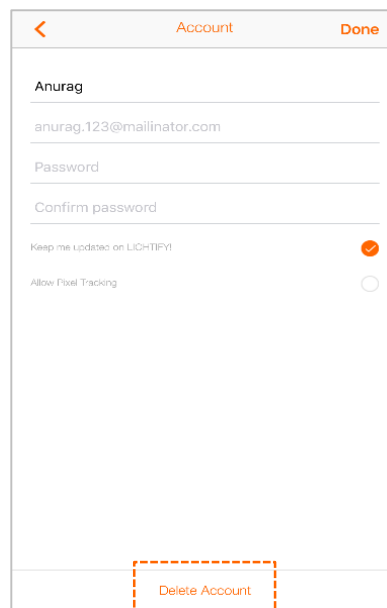 Account Done
Anurag
anurag.123@mailinator.com
Password
Confirm password
Keep me updated on LIGHTIFY!
Allow Pixel Tracking
Delete Account